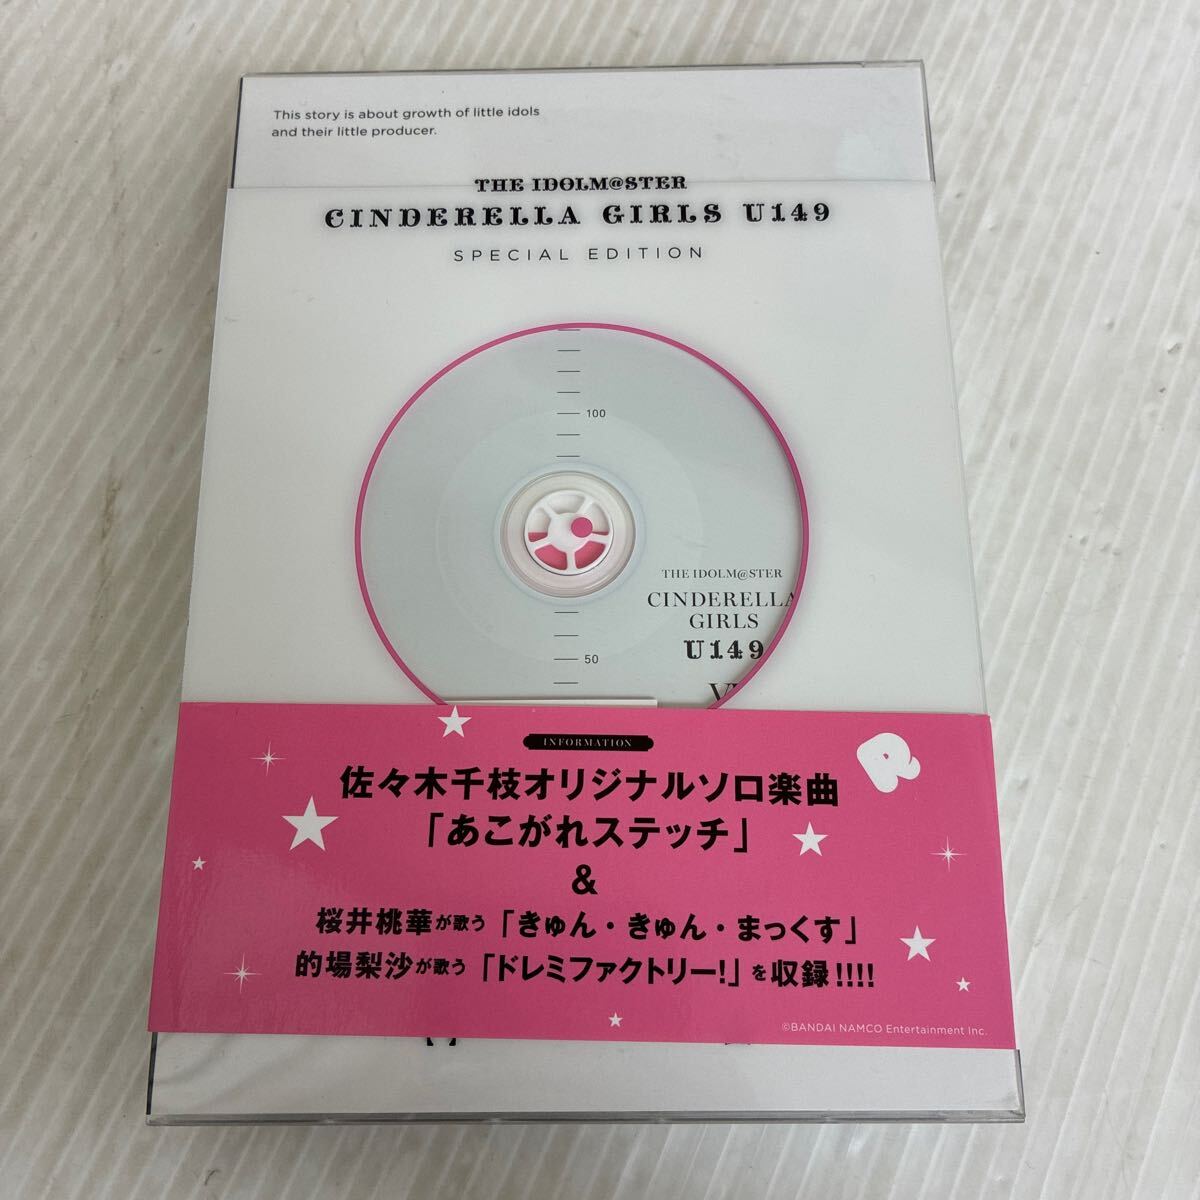 This story is about growth of little idols
and their little producer.
THE IDOLM@STER
CINDERELLA GIRLS U149
SPECIAL EDITION
100
THE IDOLM@STER
CINDERELLA
GIRLS
U149
50
INFORMATION
佐々木千枝オリジナルソロ楽曲
「あこがれステッチ」
&
桜井桃華が歌う「きゅん・きゅん・まっくす」
的場梨沙が歌う「ドレミファクトリー!」を収録!!!!
©BANDAI NAMCO Entertainment Inc.